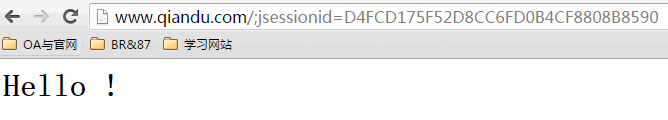 www.qiandu.com/;jsessionid=D4FCD175F52D8CC6FD0B4CF8808B8590
OA与官网 BR&87 学习网站
Hello !